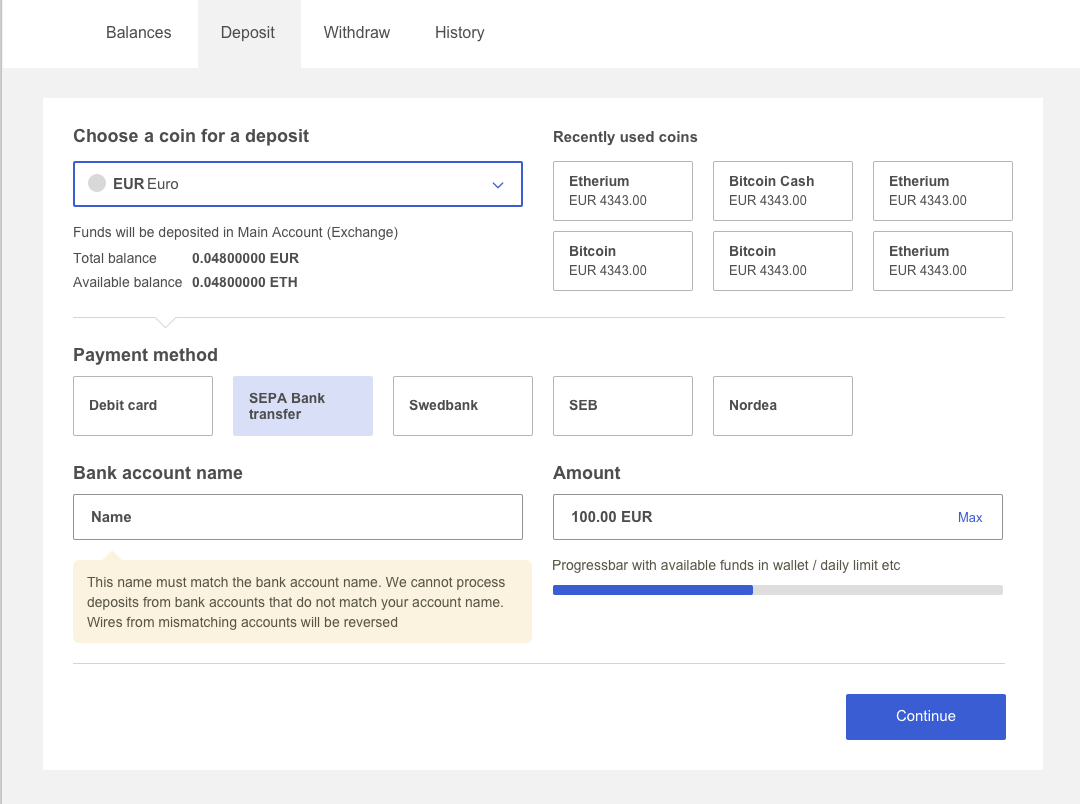 Balances Deposit Withdraw History
Choose a coin for a deposit
EUR Euro
Funds will be deposited in Main Account (Exchange)
Total balance 0.04800000 EUR
Available balance 0.04800000 ETH
Recently used coins
Etherium
EUR 4343.00
Bitcoin Cash
EUR 4343.00
Etherium
EUR 4343.00
Bitcoin
EUR 4343.00
Bitcoin
EUR 4343.00
Etherium
EUR 4343.00
Payment method
Debit card
SEPA Bank
transfer
Swedbank
SEB
Nordea
Bank account name
Name
This name must match the bank account name. We cannot process
deposits from bank accounts that do not match your account name.
Wires from mismatching accounts will be reversed
Amount
100.00 EUR Max
Progressbar with available funds in wallet / daily limit etc
Continue